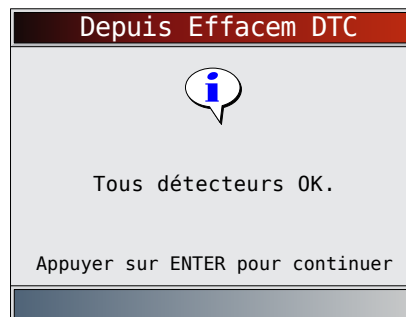 Depuis Effacem DTC
i
Tous détecteurs OK.
Appuyer sur ENTER pour continuer